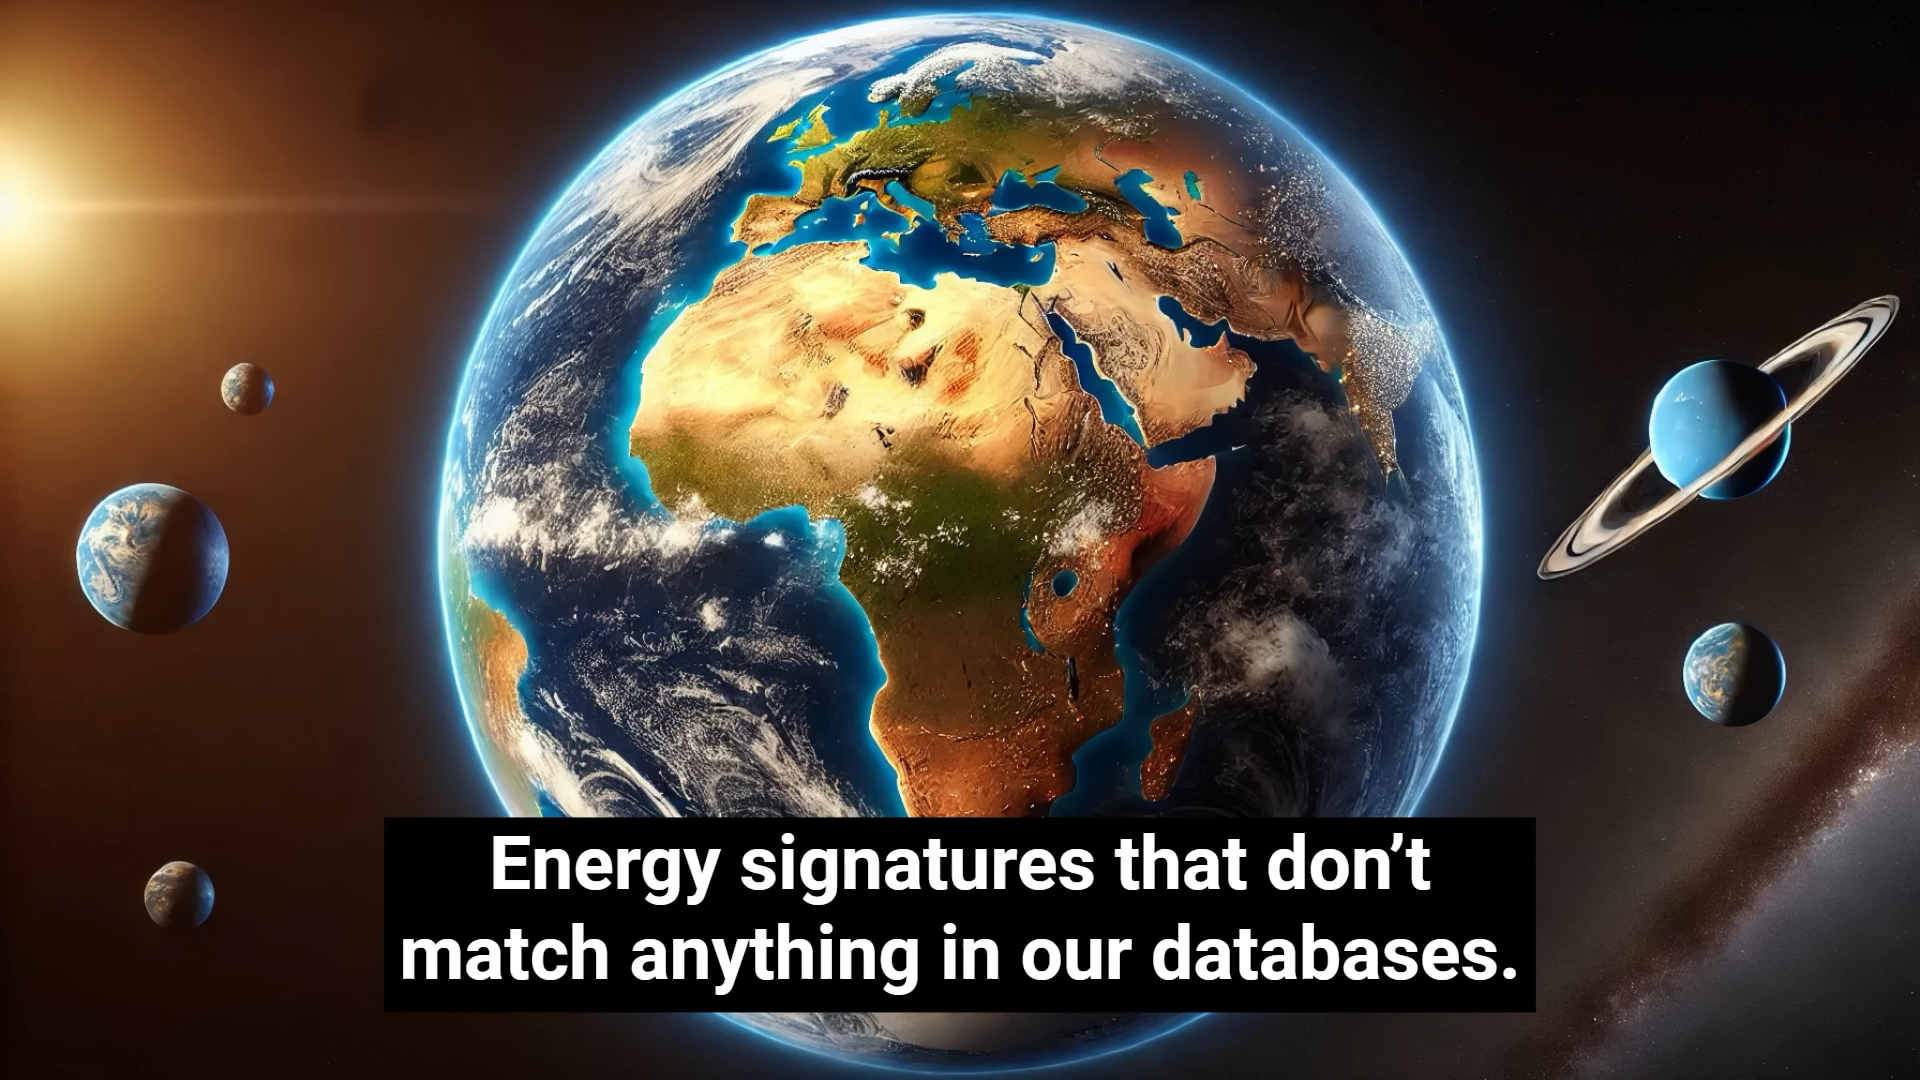 Energy signatures that don’t
match anything in our databases.